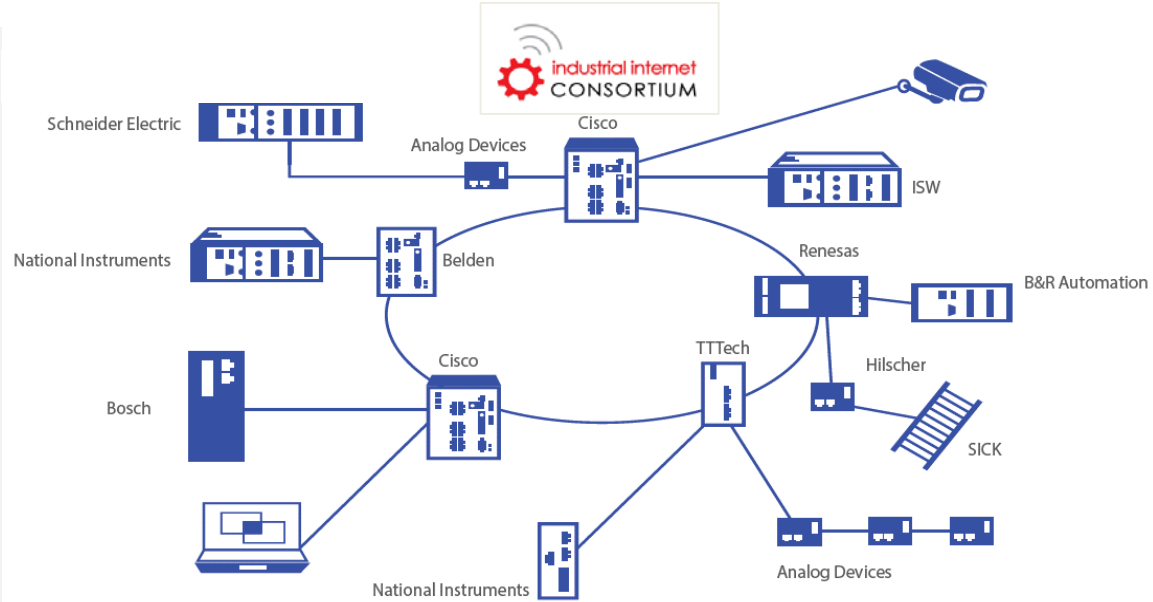 industrial internet
CONSORTIUM
Cisco
Schneider Electric
Analog Devices
ISW
National Instruments
Belden
Renesas
B&R Automation
TTTech
Cisco
Hilscher
Bosch
SICK
Analog Devices
National Instruments